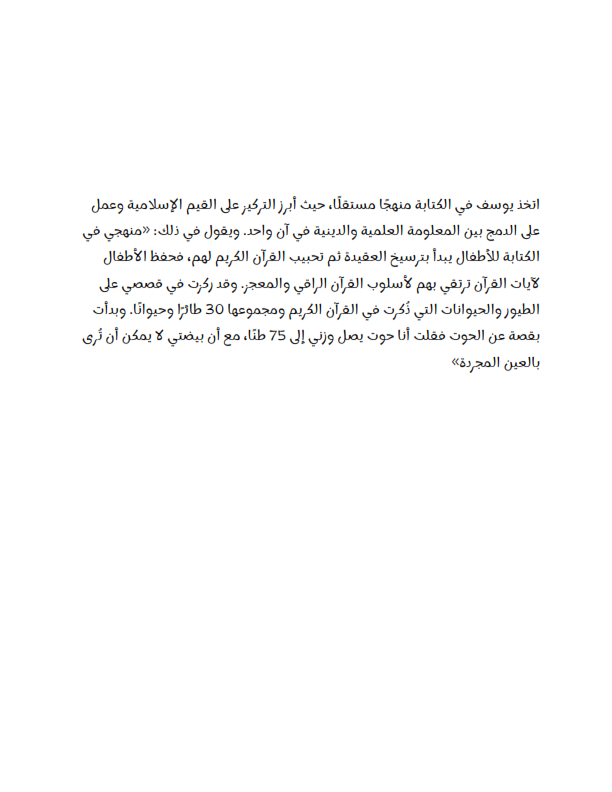 اتخذ يوسف في الكتابة منهجًا مستقلًا، حيث أبرز التركيز على القيم الإسلامية وعمل
على الدمج بين المعلومة العلمية والدينية في آن واحد. ويقول في ذلك: «منهجي في
الكتابة للأطفال يبدأ بترسيخ العقيدة ثم تحبيب القرآن الكريم لهم، فحفظ الأطفال
لآيات القرآن ترتقي بهم لأسلوب القرآن الراقي والمعجز. وقد ركزت في قصصي على
الطيور والحيوانات التي ذُكرت في القرآن الكريم ومجموعها 30 طائرًا وحيوانًا. وبدأت
بقصة عن الحوت فقلت أنا حوت يصل وزني إلى 75 طنًا، مع أن بيضتي لا يمكن أن تُرى
بالعين المجردة»